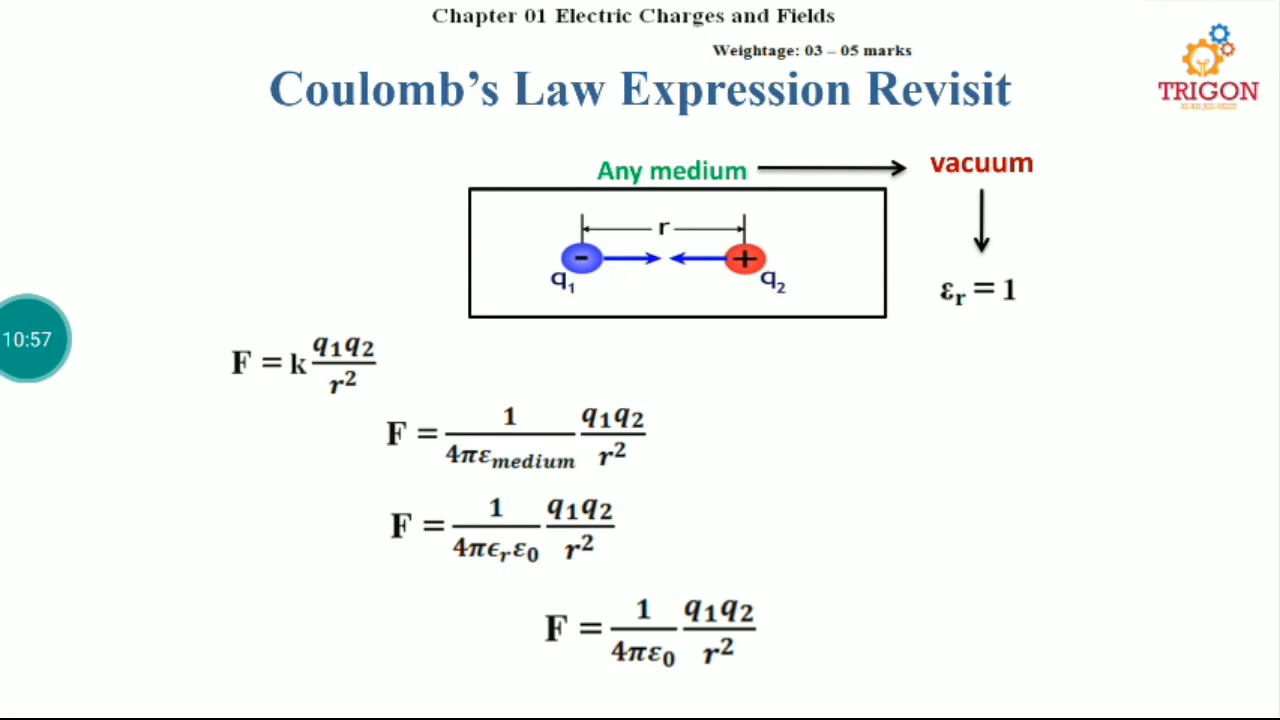 Chapter 01 Electric Charges and Fields
Weightage: 03 – 05 marks
Coulomb's Law Expression Revisit
TRIGON
Any medium
vacuum
r
-
+
q₁
q₂
εᵣ = 1
10:57
F = k q₁q₂/r²
F = 1/4πε_medium q₁q₂/r²
F = 1/4πϵᵣε₀ q₁q₂/r²
F = 1/4πε₀ q₁q₂/r²